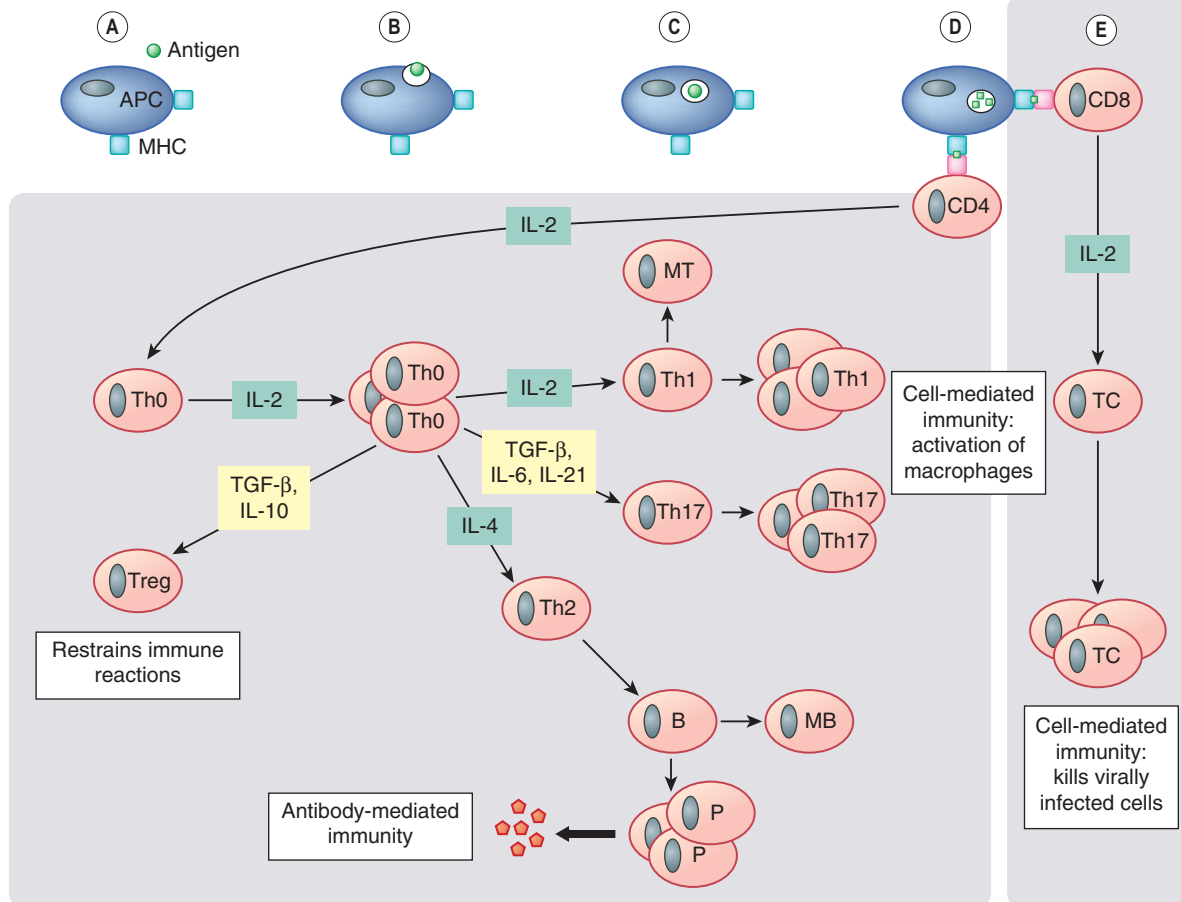 A
B
C
D
E
Antigen
APC
MHC
CD8
CD4
IL-2
IL-2
MT
Th0
IL-2
Th0
Th0
IL-2
Th1
Th1
Cell-mediated
immunity:
activation of
macrophages
TC
TGF-β,
IL-6, IL-21
TGF-β,
IL-10
IL-4
Th17
Th17
Th17
Treg
Th2
Restrains immune
reactions
TC
B
MB
Cell-mediated
immunity:
kills virally
infected cells
Antibody-mediated
immunity
P
P